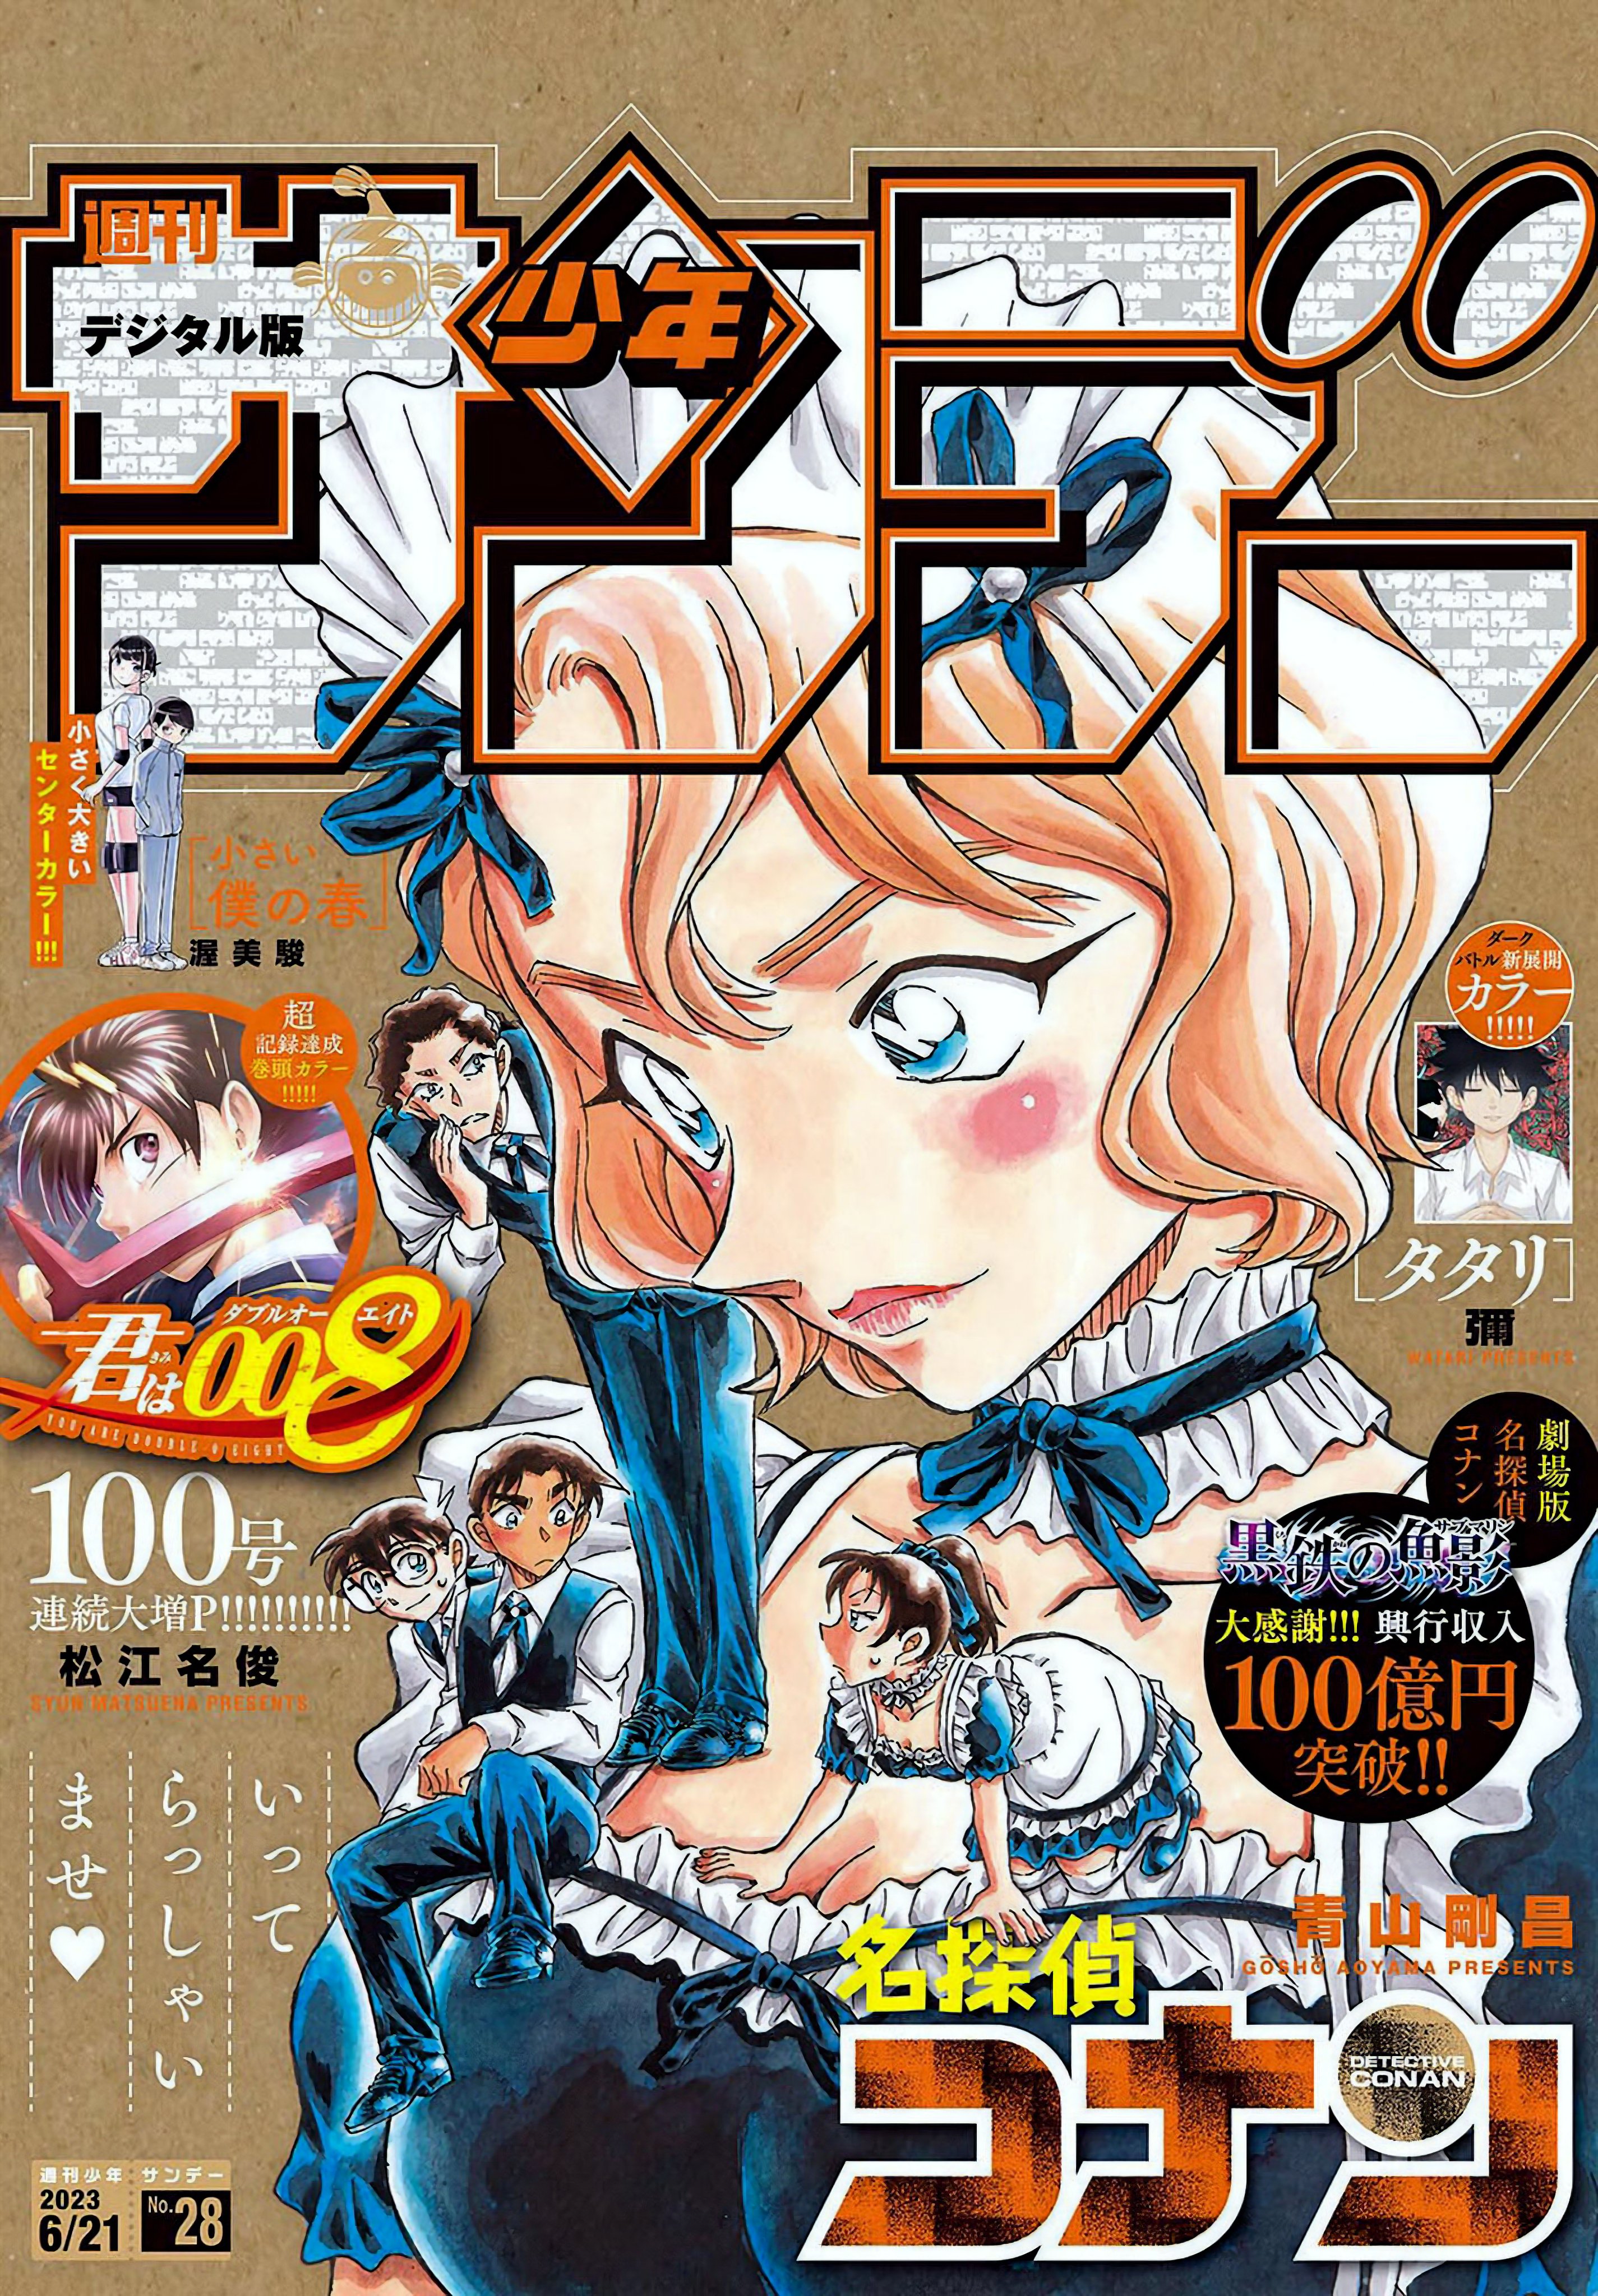 週刊
少年
サンデー
デジタル版
小さく大きい
センターカラー!!!
小さい
僕の春
渥美駿
超
記録達成
巻頭カラー
!!!!!
君は008
きみ
ダブルオー エイト
YOU ARE DOUBLE-O EIGHT
100号
連続大増P!!!!!!!!!!!
松江名俊
SYUN MATSUENA PRESENTS
いって
らっしゃい
ませ♥
ダーク
バトル新展開
カラー
!!!!!
タタリ
彌
WATARI PRESENTS
劇場版
名探偵
コナン
黒鉄の魚影
サブマリン
大感謝!!! 興行収入
100億円
突破!!
青山剛昌
GŌSHŌ AOYAMA PRESENTS
名探偵
コナン
DETECTIVE
CONAN
週刊少年サンデー
2023
6/21
No.28